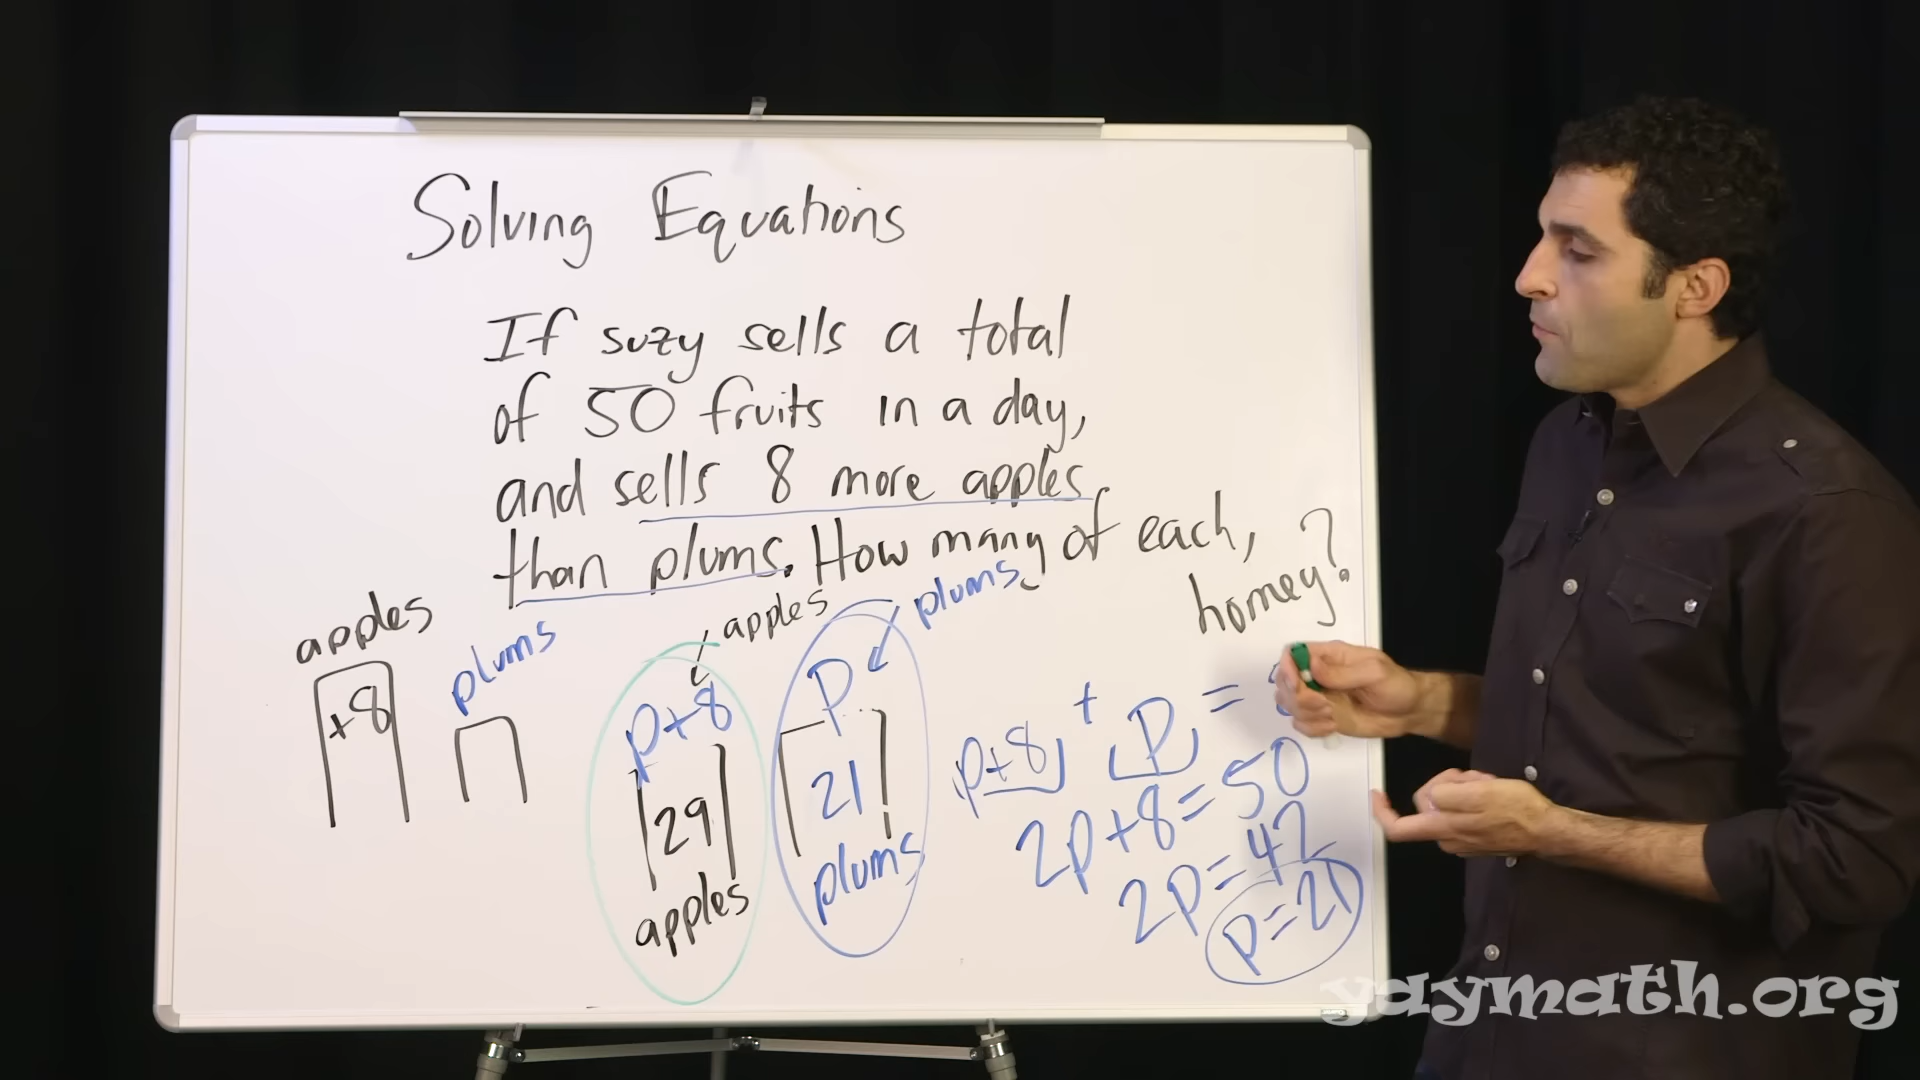 Solving Equations
If suzy sells a total
of 50 fruits in a day,
and sells 8 more apples
than plums. How many of each,
homey?
apples
plums
+8
apples
plums
p+8
P
29
21
apples
plums
p+8 + P =
2p+8=50
2p=42
p=21
yaymath.org